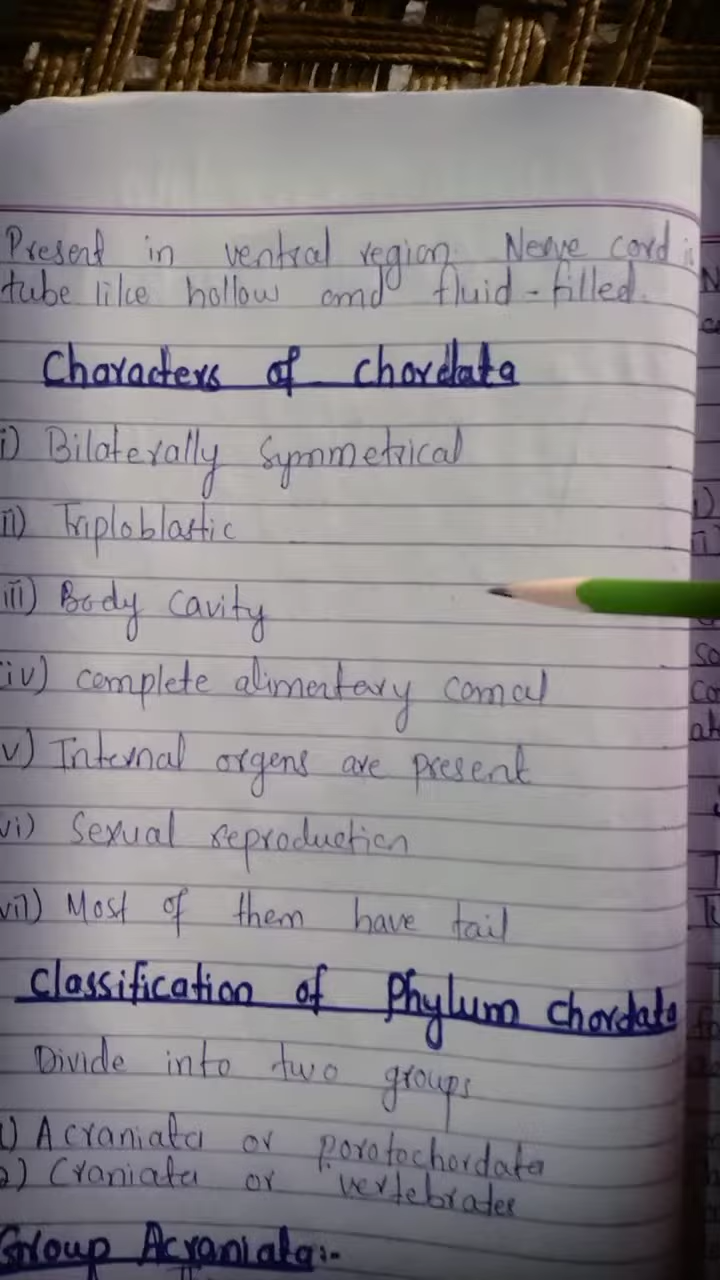 Present in ventral region. Nerve cord is
tube like hollow and fluid-filled.
Characters of chordata
i) Bilaterally Symmetrical
ii) Triploblastic
iii) Body Cavity
iv) complete alimentary canal
v) Internal orgens are present
vi) Sexual reproduction
vii) Most of them have tail
Classification of Phylum chordata
Divide into two groups
1) Acraniata or porotochordata
2) Craniata or vertebrates
Group Acraniata:-